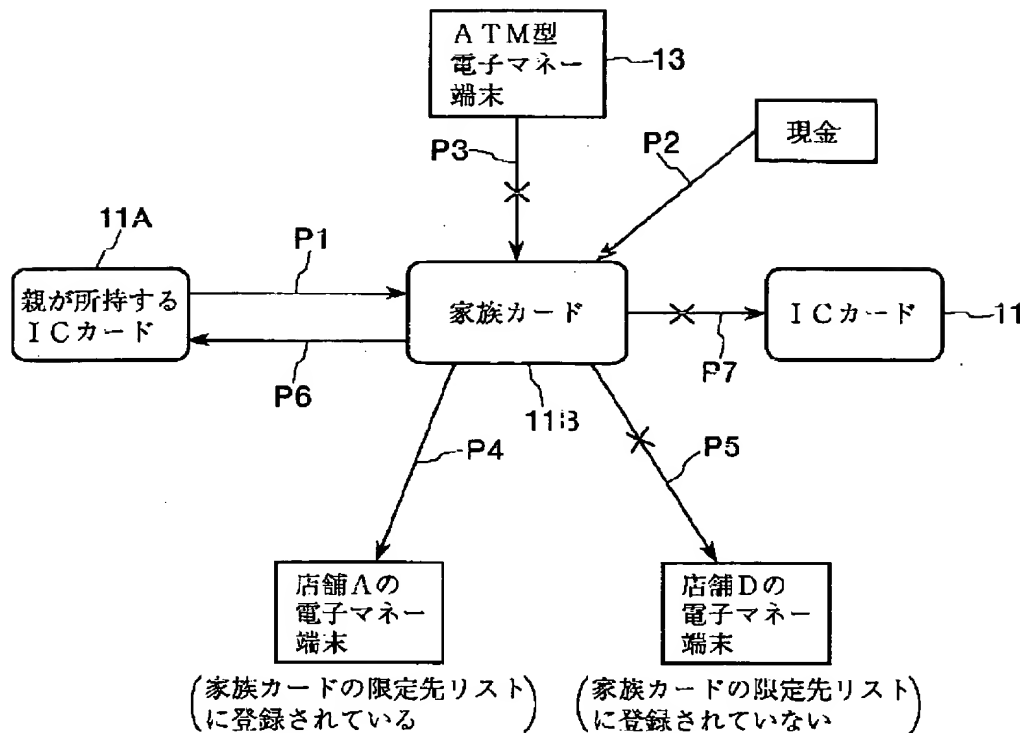 ATM型
電子マネー
端末
13
現金
P3
P2
11A
P1
親が所持する
ICカード
家族カード
ICカード
11
P6
P7
11B
P4
P5
店舗Aの
電子マネー
端末
店舗Dの
電子マネー
端末
(家族カードの限定先リスト
に登録されている)
(家族カードの限定先リスト
に登録されていない)